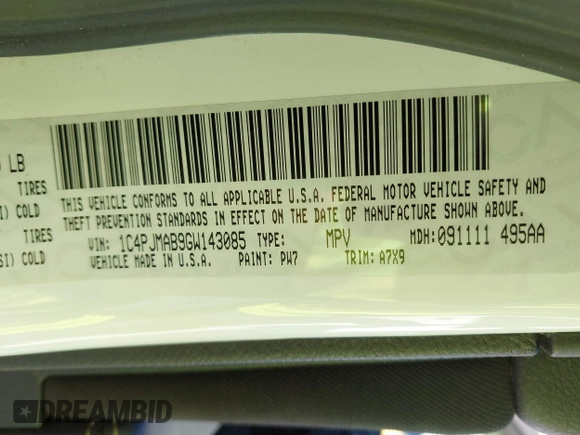 LB
TIRES
SI) COLD
TIRES
SI) COLD
THIS VEHICLE CONFORMS TO ALL APPLICABLE U.S.A. FEDERAL MOTOR VEHICLE SAFETY AND
THEFT PREVENTION STANDARDS IN EFFECT ON THE DATE OF MANUFACTURE SHOWN ABOVE.
VIN: 1C4PJMAB9GW143085 TYPE: MPV MDH: 091111 495AA
VEHICLE MADE IN U.S.A. PAINT: PW7 TRIM: A7X9
DREAMBID